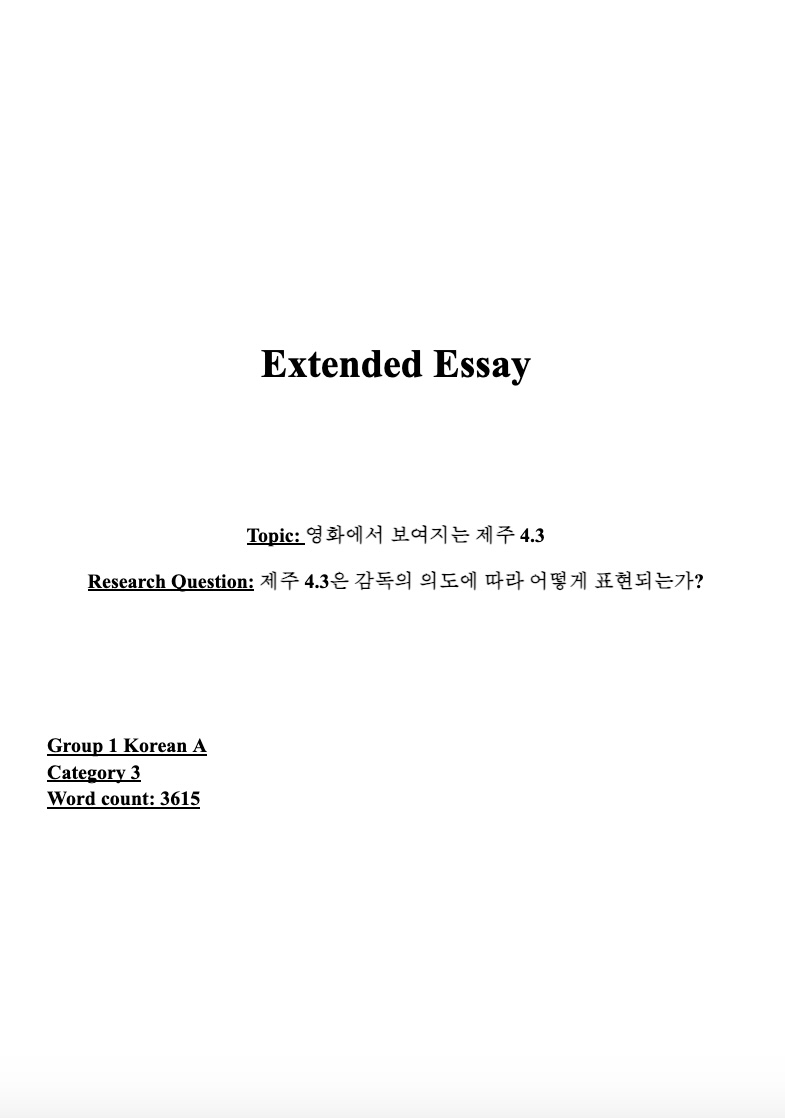 Extended Essay
Topic: 영화에서 보여지는 제주 4.3
Research Question: 제주 4.3은 감독의 의도에 따라 어떻게 표현되는가?
Group 1 Korean A
Category 3
Word count: 3615